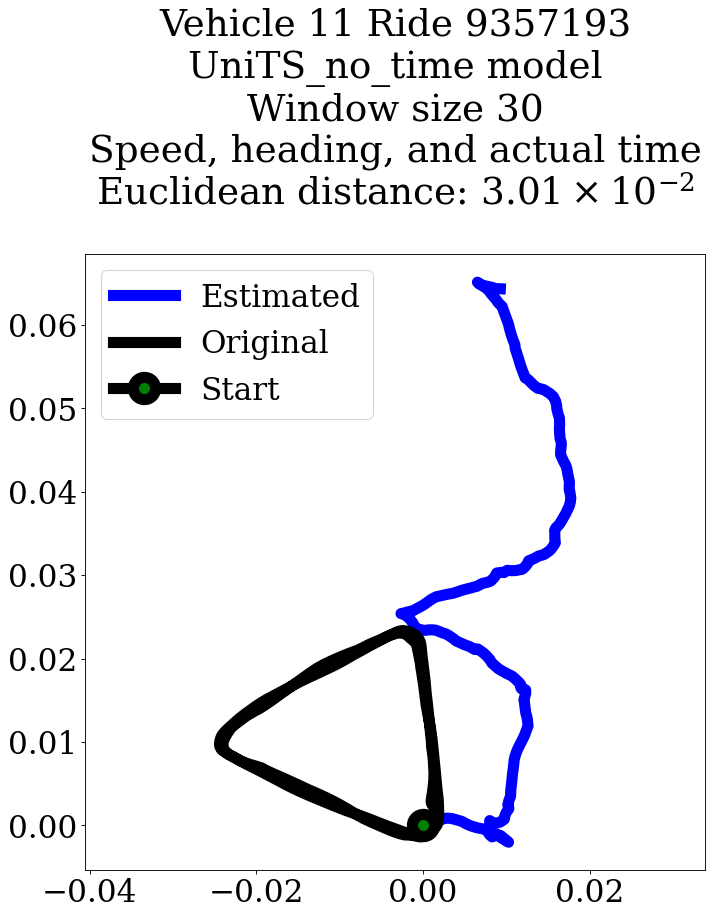 Vehicle 11 Ride 9357193
UniTS_no_time model
Window size 30
Speed, heading, and actual time
Euclidean distance: 3.01 × 10⁻²
Estimated
Original
Start
0.06
0.05
0.04
0.03
0.02
0.01
0.00
−0.04
−0.02
0.00
0.02